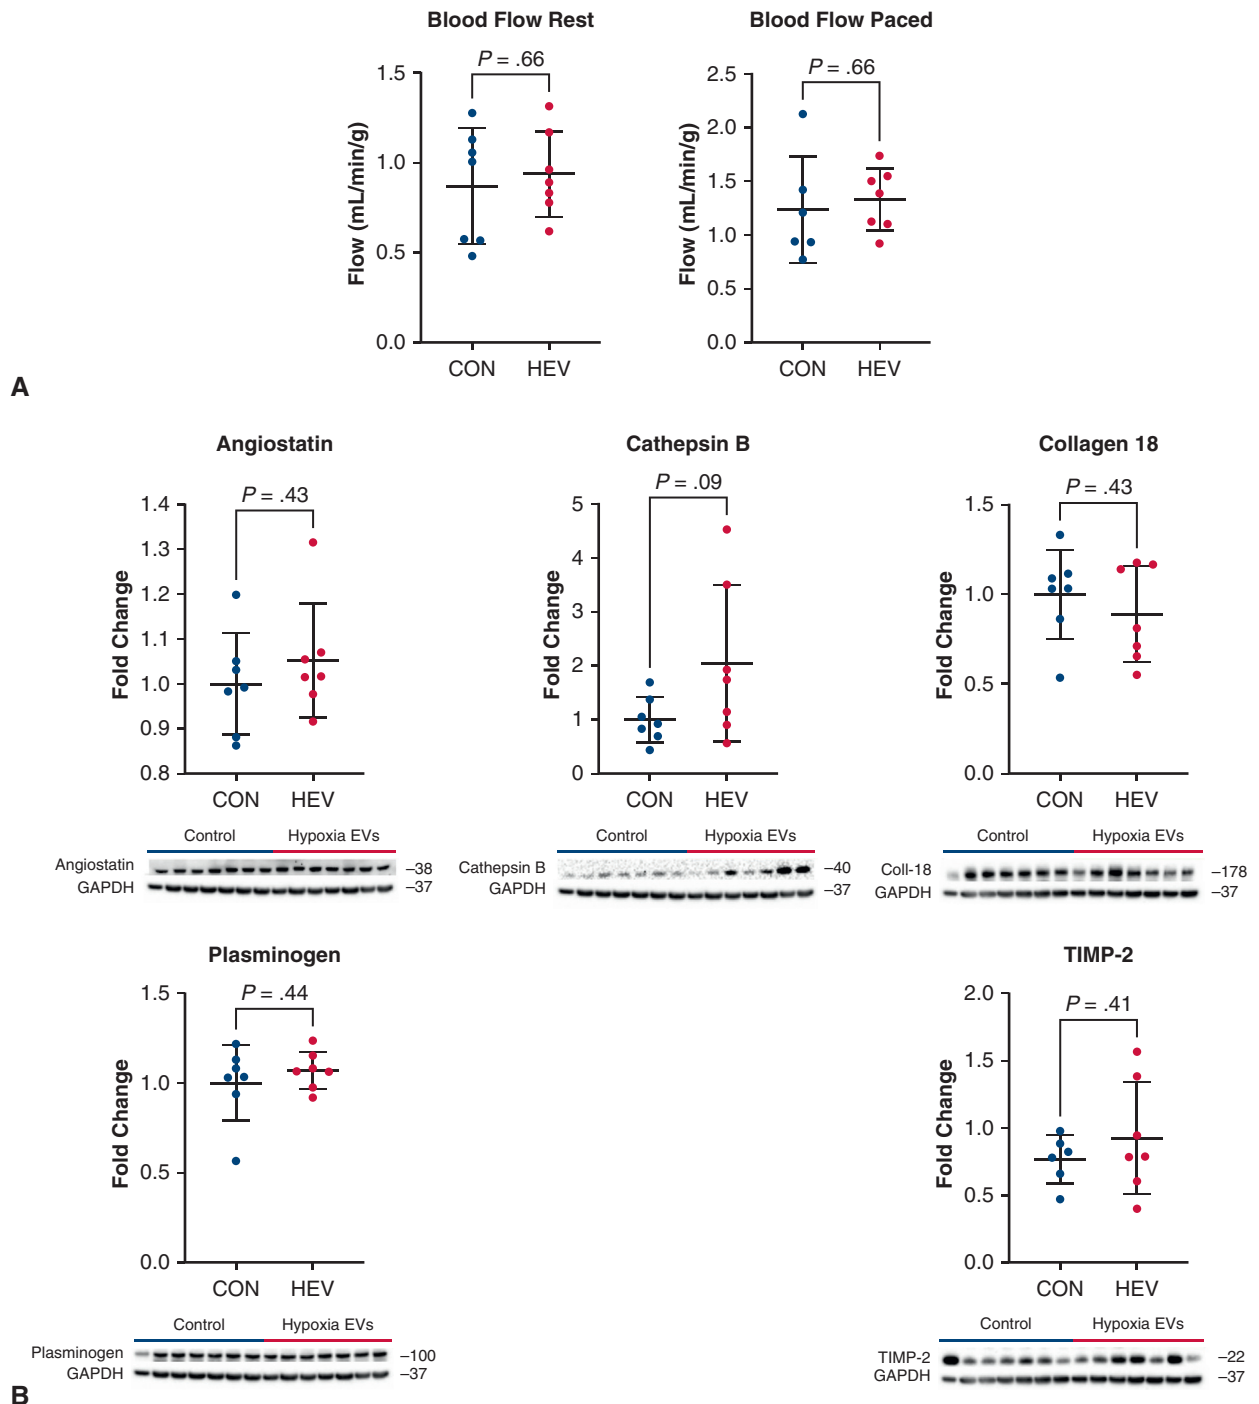 Blood Flow Rest
P = .66
Flow (mL/min/g)
1.5
1.0
0.5
0.0
CON HEV
Blood Flow Paced
P = .66
Flow (mL/min/g)
2.5
2.0
1.5
1.0
0.5
0.0
CON HEV
A
Angiostatin
P = .43
Fold Change
1.4
1.3
1.2
1.1
1.0
0.9
0.8
CON HEV
Control Hypoxia EVs
Angiostatin –38
GAPDH –37
Cathepsin B
P = .09
Fold Change
5
4
3
2
1
0
CON HEV
Control Hypoxia EVs
Cathepsin B –40
GAPDH –37
Collagen 18
P = .43
Fold Change
1.5
1.0
0.5
0.0
CON HEV
Control Hypoxia EVs
Coll-18 –178
GAPDH –37
Plasminogen
P = .44
Fold Change
1.5
1.0
0.5
0.0
CON HEV
Control Hypoxia EVs
Plasminogen –100
GAPDH –37
TIMP-2
P = .41
Fold Change
2.0
1.5
1.0
0.5
0.0
CON HEV
Control Hypoxia EVs
TIMP-2 –22
GAPDH –37
B